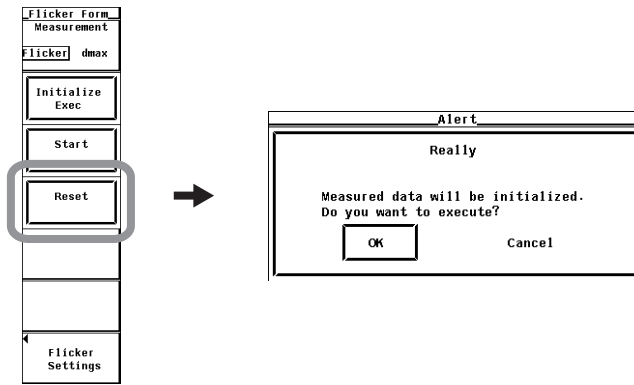 Flicker Form
Measurement
Flicker dmax
Initialize
Exec
Start
Reset
Flicker
Settings
Alert
Really
Measured data will be initialized.
Do you want to execute?
OK Cancel